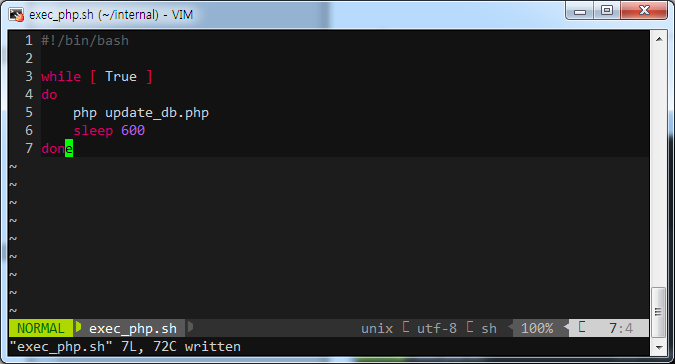 exec_php.sh (~/internal) - VIM
1 #!/bin/bash
2
3 while [ True ]
4 do
5     php update_db.php
6     sleep 600
7 done
~
~
~
~
~
~
~
~
~
NORMAL exec_php.sh unix utf-8 sh 100% 7:4
"exec_php.sh" 7L, 72C written